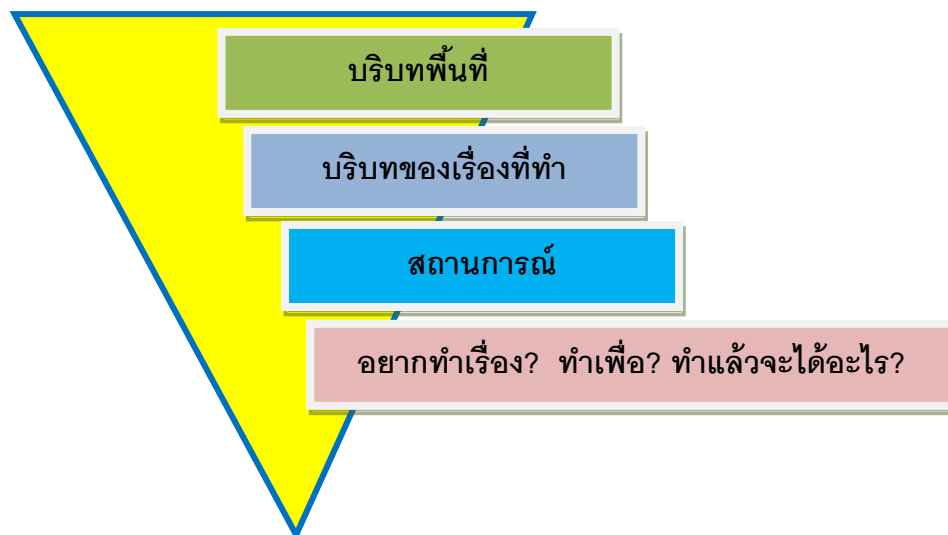 บริบทพื้นที่
บริบทของเรื่องที่ทำ
สถานการณ์
อยากทำเรื่อง? ทำเพื่อ? ทำแล้วจะได้อะไร?